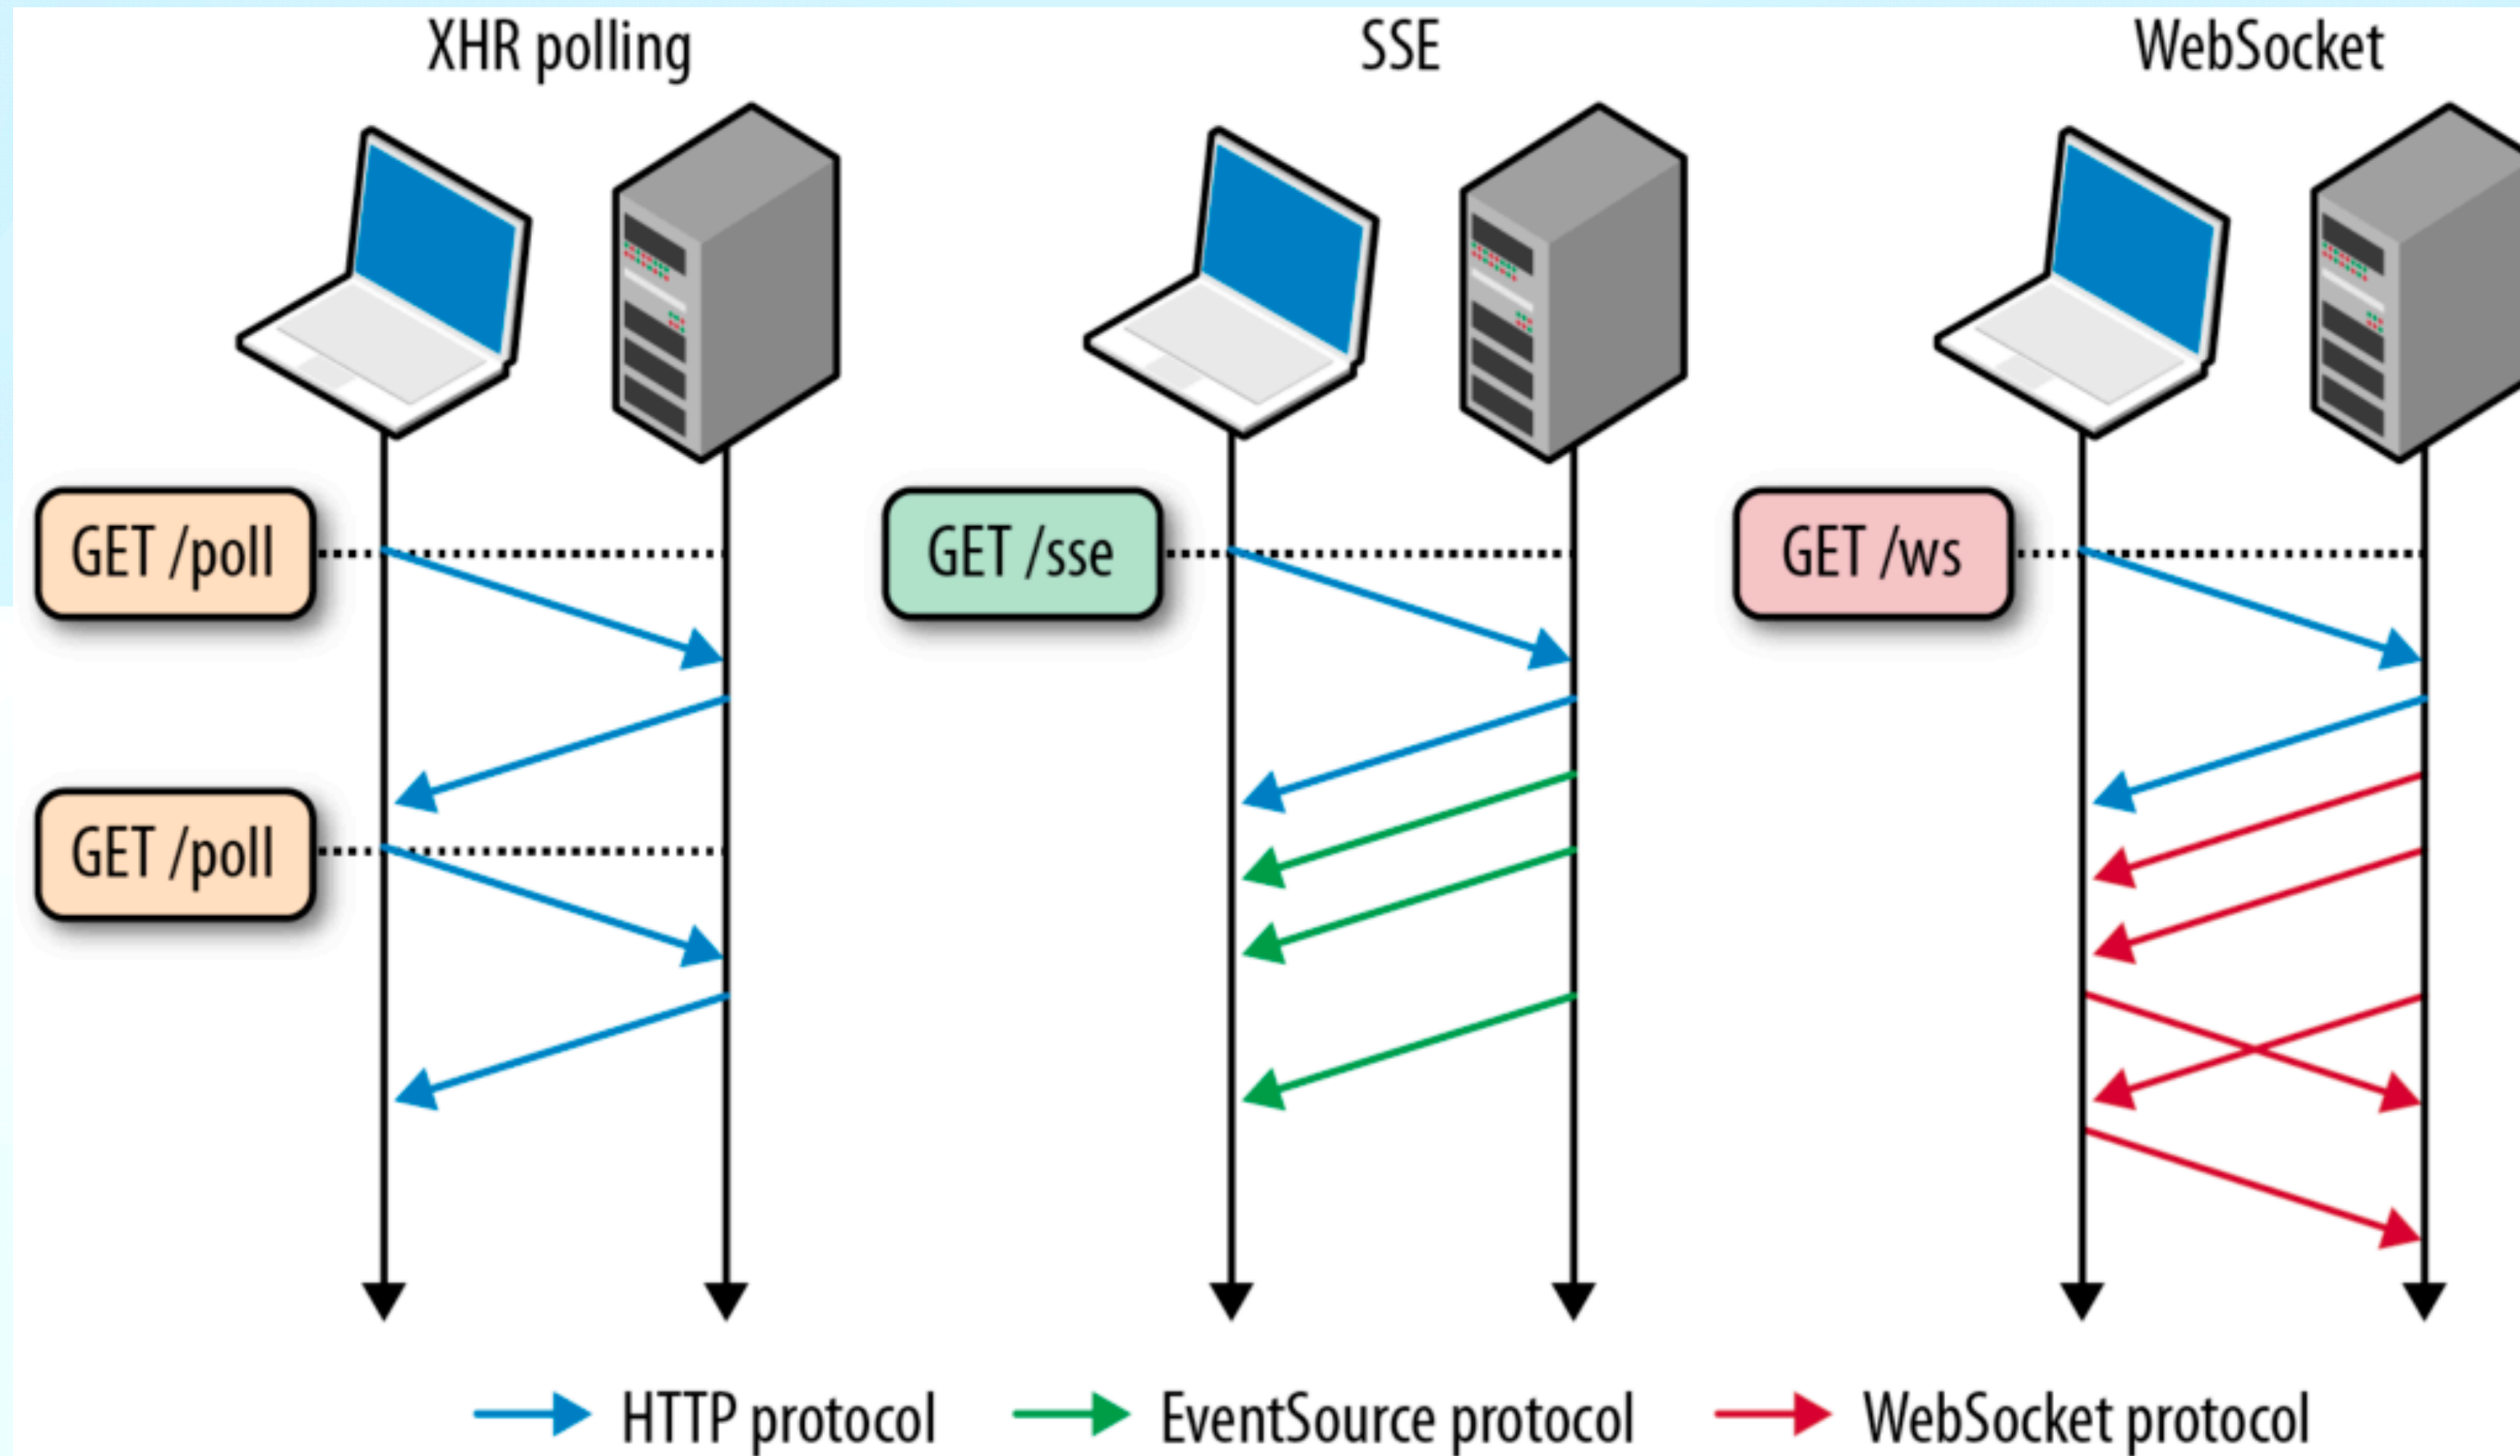 XHR polling
SSE
WebSocket
GET /poll
GET /sse
GET /ws
GET /poll
HTTP protocol
EventSource protocol
WebSocket protocol